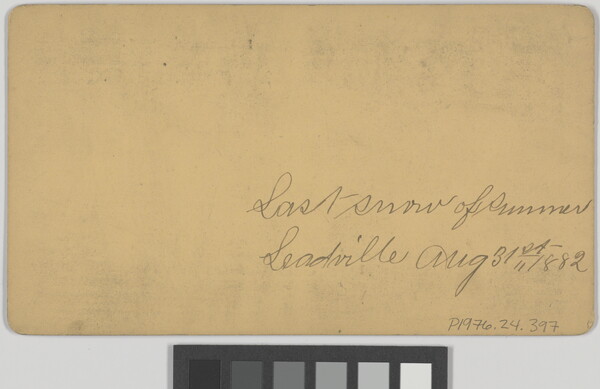 Last snow of summer
Leadville Aug 31st 1882
P1976.24.397